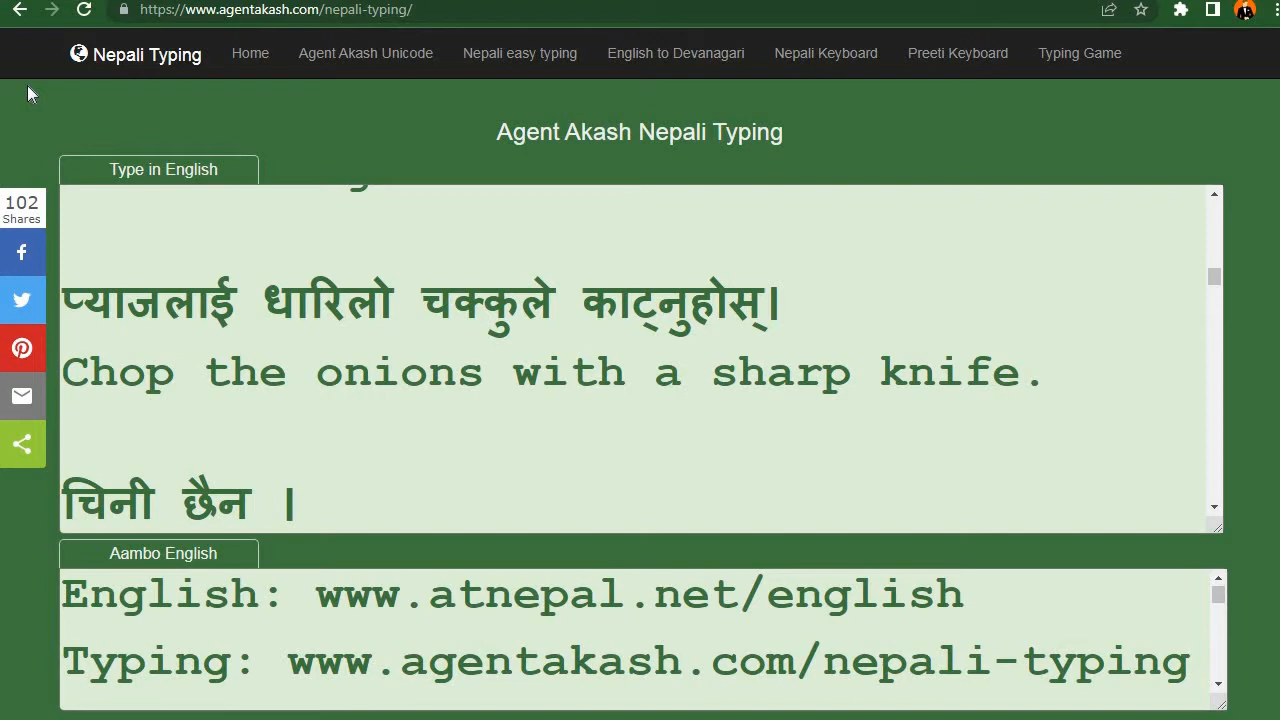 https://www.agentakash.com/nepali-typing/
Nepali Typing Home Agent Akash Unicode Nepali easy typing English to Devanagari Nepali Keyboard Preeti Keyboard Typing Game
Agent Akash Nepali Typing
Type in English
102
Shares
प्याजलाई धारिलो चक्कुले काट्नुहोस्।
Chop the onions with a sharp knife.
चिनी छैन ।
Aambo English
English: www.atnepal.net/english
Typing: www.agentakash.com/nepali-typing